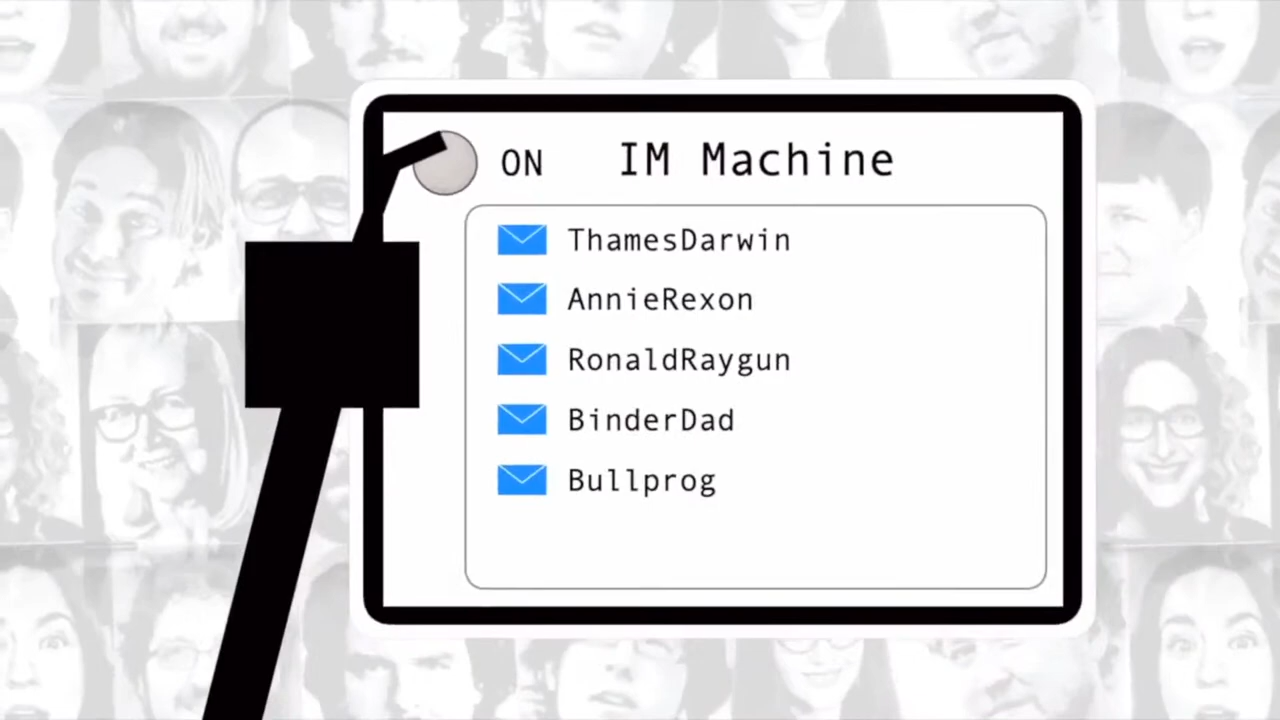 ON IM Machine
ThamesDarwin
AnnieRexon
RonaldRaygun
BinderDad
Bullprog